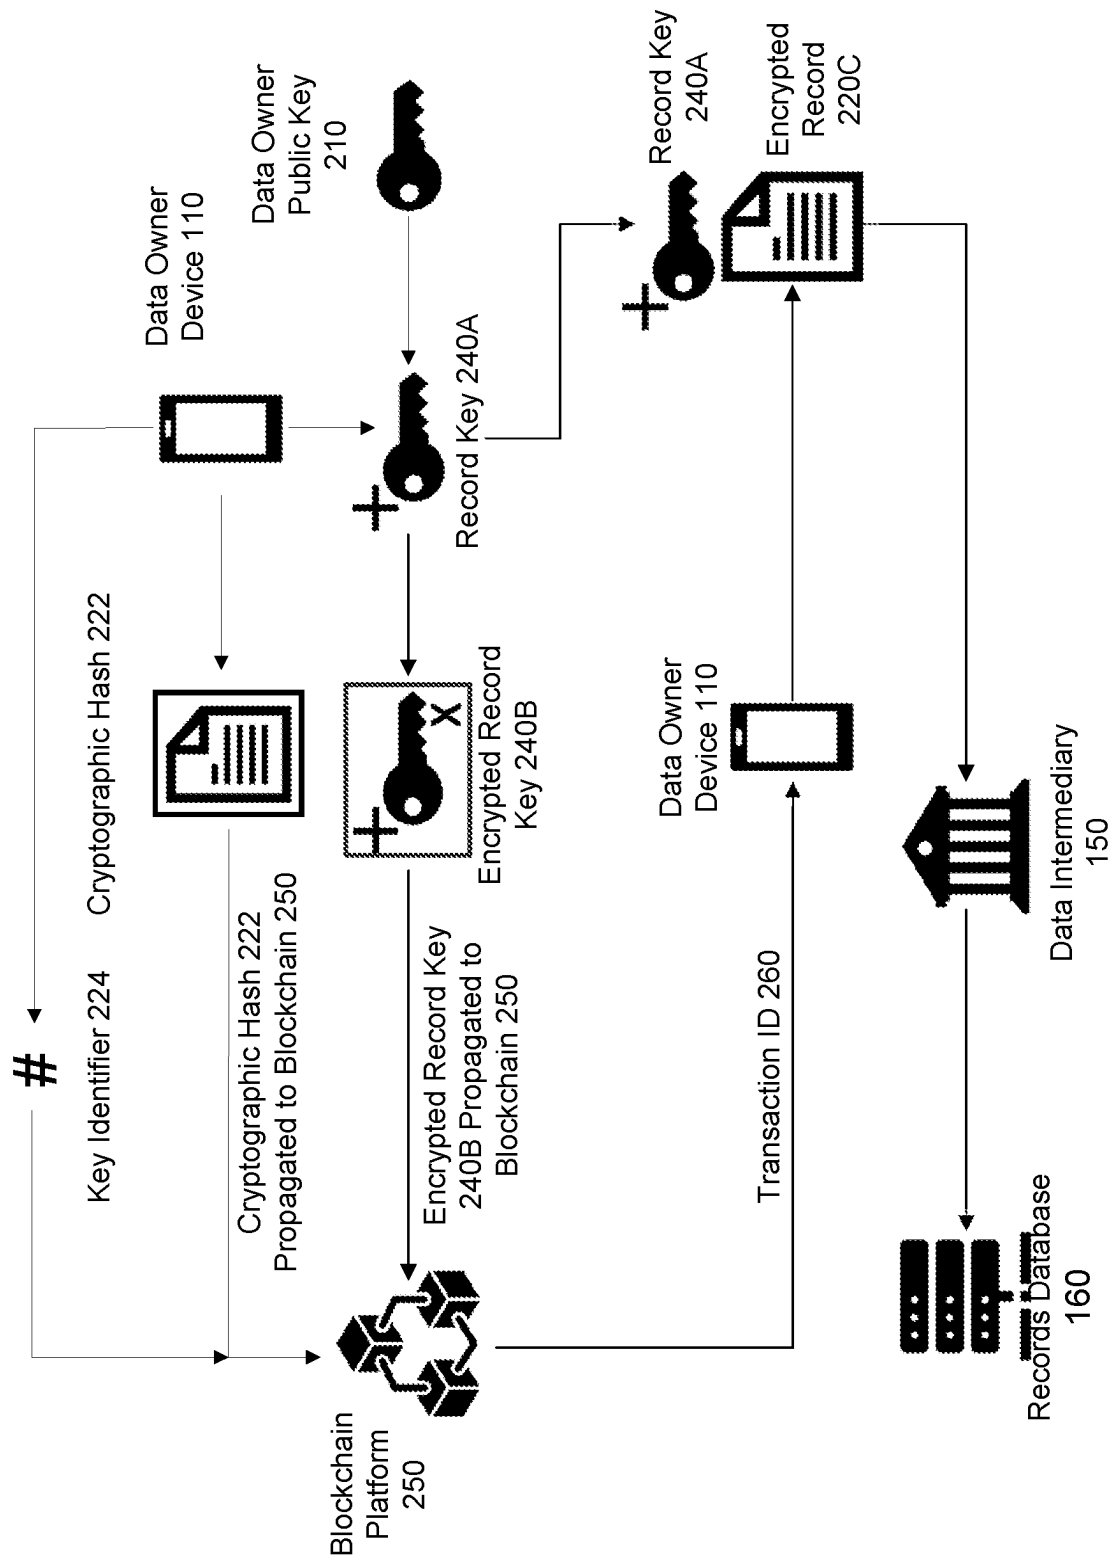 #
Key Identifier 224
Cryptographic Hash 222
Data Owner
Device 110
Cryptographic Hash 222
Propagated to Blockchain 250
Data Owner
Public Key
210
Blockchain
Platform
250
Encrypted Record Key
240B Propagated to
Blockchain 250
X
Encrypted Record
Key 240B
Record Key 240A
Record Key
240A
Transaction ID 260
Data Owner
Device 110
Encrypted
Record
220C
Records Database
160
Data Intermediary
150